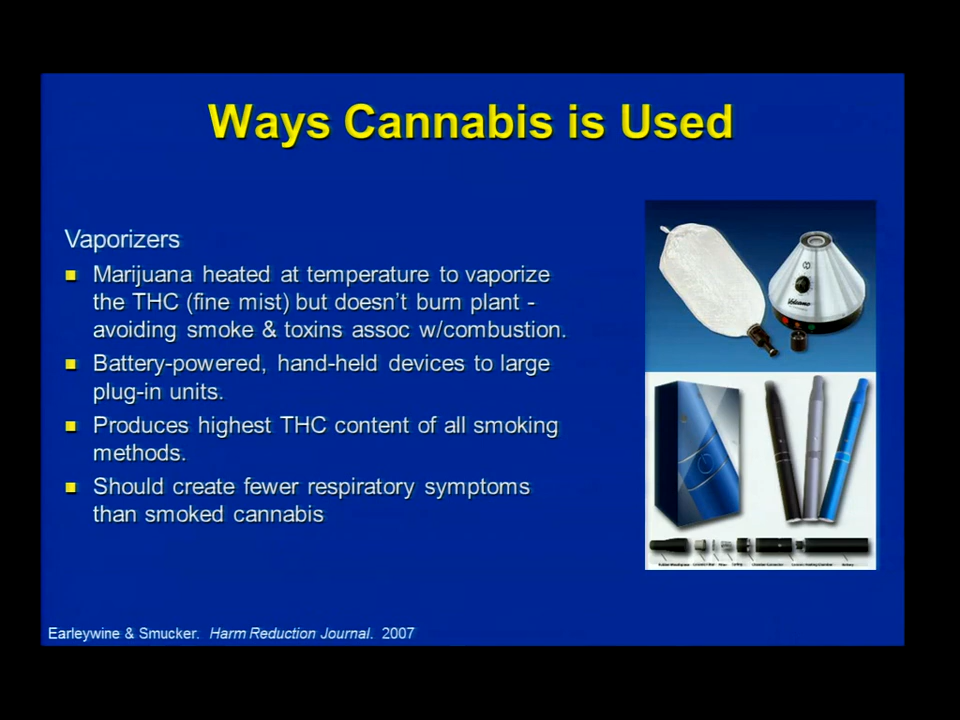 Ways Cannabis is Used
Vaporizers
Marijuana heated at temperature to vaporize
the THC (fine mist) but doesn't burn plant -
avoiding smoke & toxins assoc w/combustion.
Battery-powered, hand-held devices to large
plug-in units.
Produces highest THC content of all smoking
methods.
Should create fewer respiratory symptoms
than smoked cannabis
Volcano
Earleywine & Smucker. Harm Reduction Journal. 2007